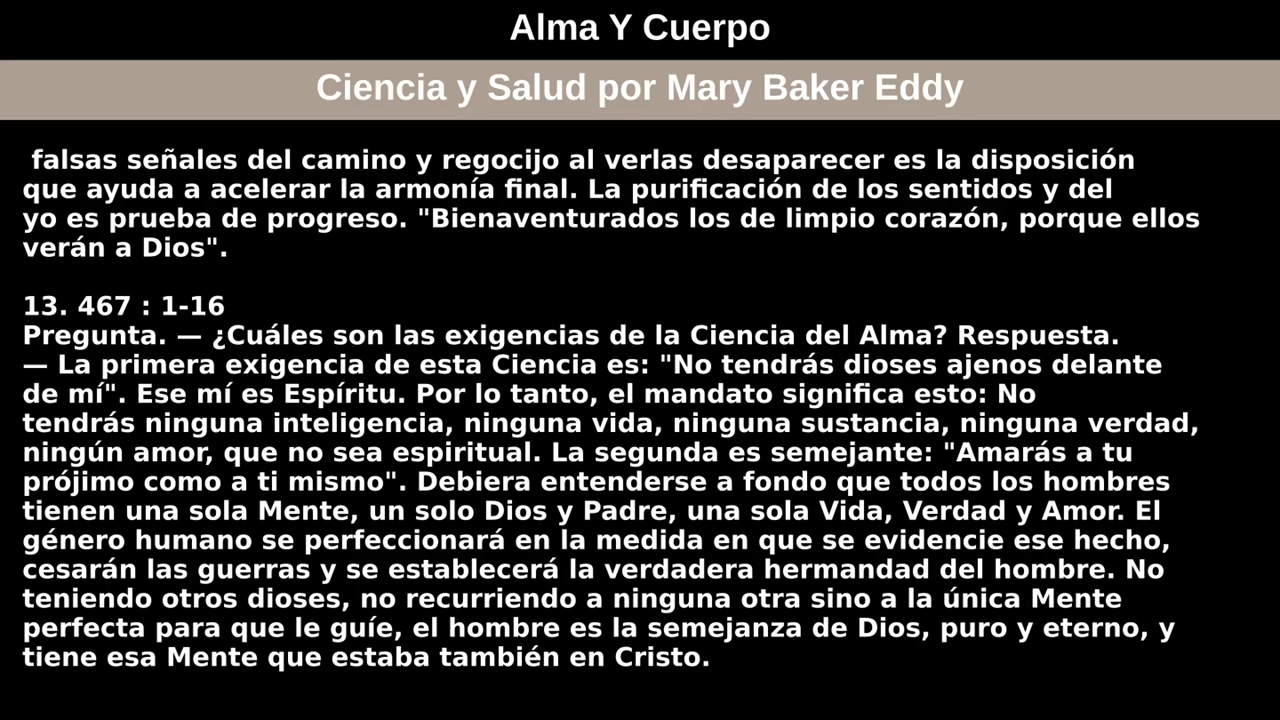 Alma Y Cuerpo
Ciencia y Salud por Mary Baker Eddy
falsas señales del camino y regocijo al verlas desaparecer es la disposición
que ayuda a acelerar la armonía final. La purificación de los sentidos y del
yo es prueba de progreso. "Bienaventurados los de limpio corazón, porque ellos
verán a Dios".
13. 467 : 1-16
Pregunta. — ¿Cuáles son las exigencias de la Ciencia del Alma? Respuesta.
— La primera exigencia de esta Ciencia es: "No tendrás dioses ajenos delante
de mí". Ese mí es Espíritu. Por lo tanto, el mandato significa esto: No
tendrás ninguna inteligencia, ninguna vida, ninguna sustancia, ninguna verdad,
ningún amor, que no sea espiritual. La segunda es semejante: "Amarás a tu
prójimo como a ti mismo". Debiera entenderse a fondo que todos los hombres
tienen una sola Mente, un solo Dios y Padre, una sola Vida, Verdad y Amor. El
género humano se perfeccionará en la medida en que se evidencie ese hecho,
cesarán las guerras y se establecerá la verdadera hermandad del hombre. No
teniendo otros dioses, no recurriendo a ninguna otra sino a la única Mente
perfecta para que le guíe, el hombre es la semejanza de Dios, puro y eterno, y
tiene esa Mente que estaba también en Cristo.